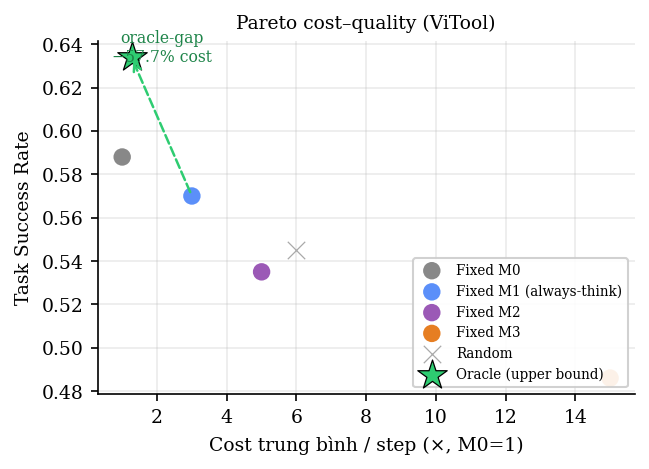 Pareto cost–quality (ViTool)
oracle-gap
.7% cost
0.64
0.62
0.60
0.58
0.56
0.54
0.52
0.50
0.48
Task Success Rate
Fixed M0
Fixed M1 (always-think)
Fixed M2
Fixed M3
Random
Oracle (upper bound)
2 4 6 8 10 12 14
Cost trung bình / step (×, M0=1)